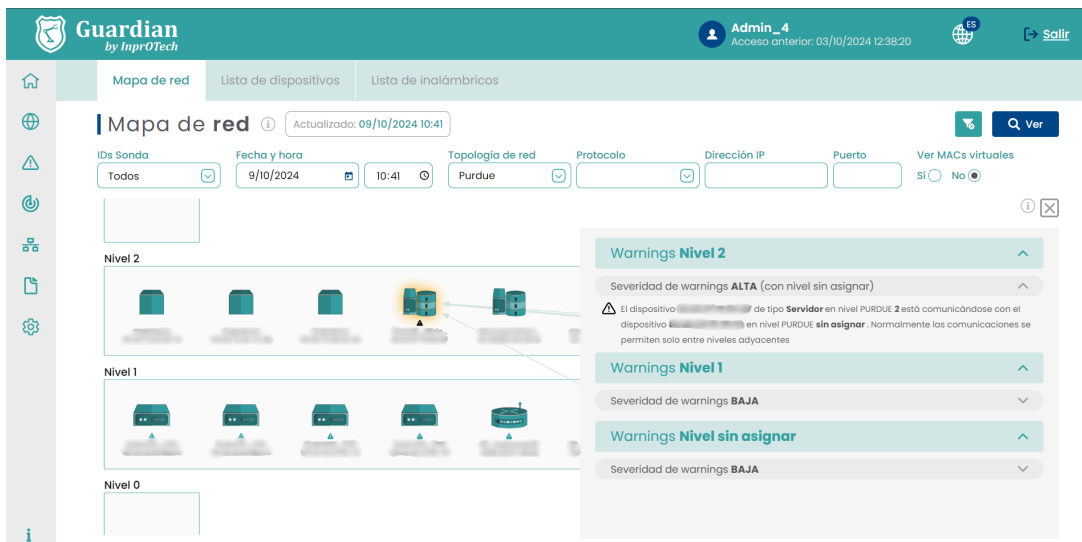 Guardian
by InprOTech
Admin_4
Acceso anterior: 03/10/2024 12:38:20
ES
Salir
Mapa de red
Lista de dispositivos
Lista de inalámbricos
Mapa de red
Actualizado: 09/10/2024 10:41
Ver
IDs Sonda
Fecha y hora
Topología de red
Protocolo
Dirección IP
Puerto
Ver MACs virtuales
Todos
9/10/2024
10:41
Purdue
Sí
No
Nivel 2
Nivel 1
Nivel 0
Warnings Nivel 2
Severidad de warnings ALTA (con nivel sin asignar)
El dispositivo de tipo Servidor en nivel PURDUE 2 está comunicándose con el
dispositivo en nivel PURDUE sin asignar . Normalmente las comunicaciones se
permiten solo entre niveles adyacentes
Warnings Nivel 1
Severidad de warnings BAJA
Warnings Nivel sin asignar
Severidad de warnings BAJA